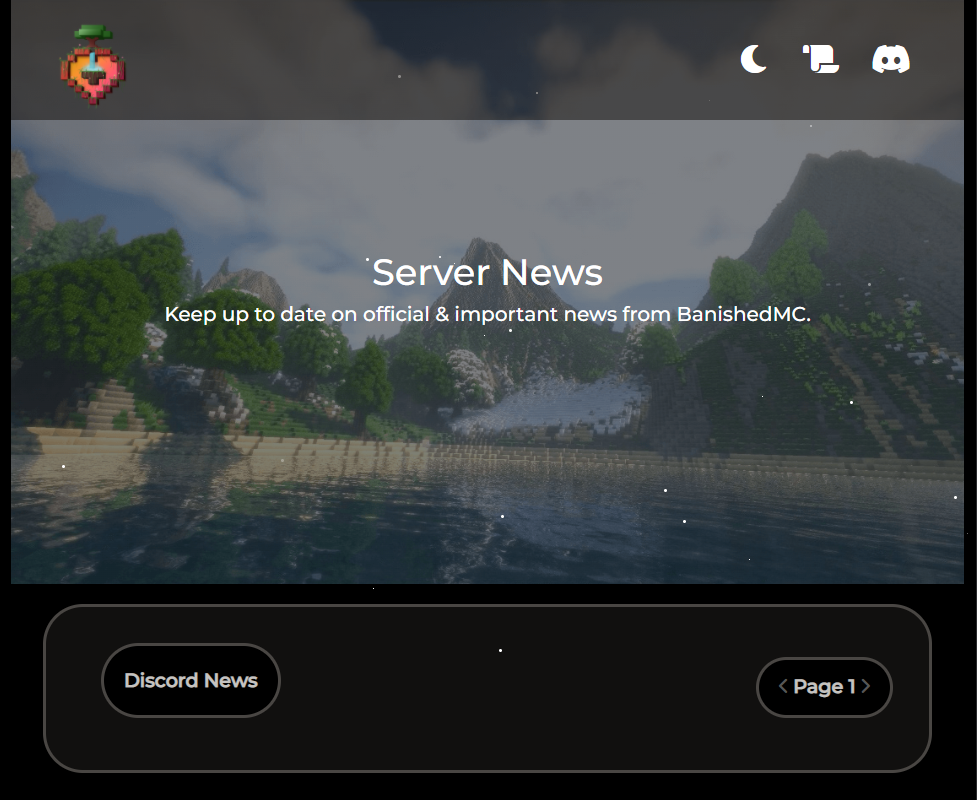 Server News
Keep up to date on official & important news from BanishedMC.
Discord News
< Page 1 >